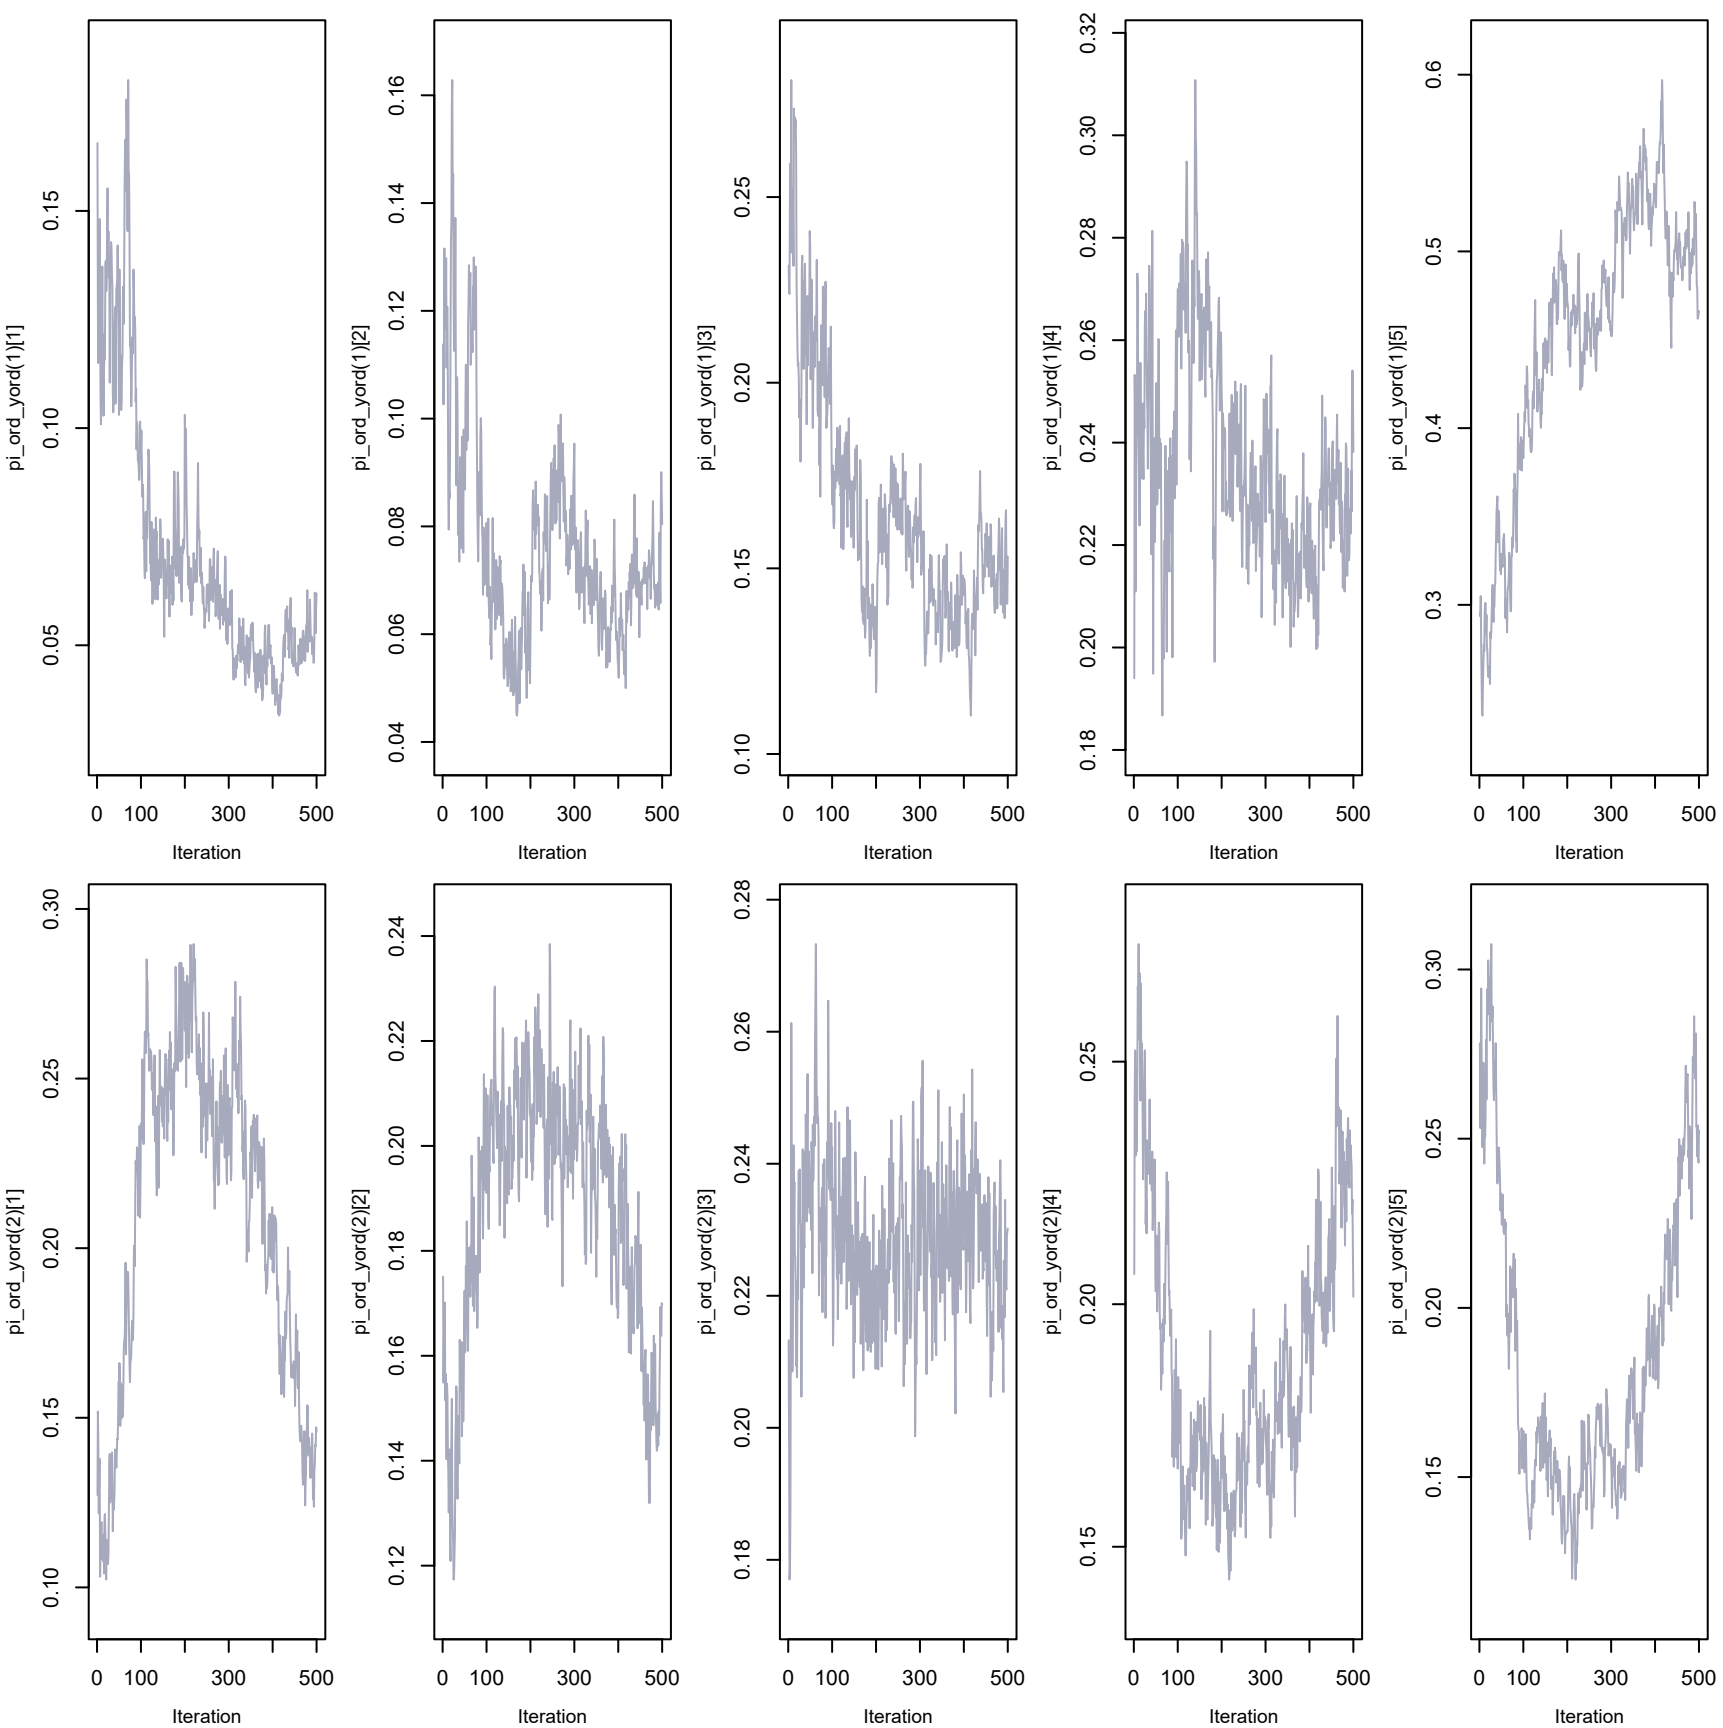 pi_ord_yord(1)[1]
0.05
0.10
0.15
0 100 300 500
Iteration
pi_ord_yord(1)[2]
0.04
0.06
0.08
0.10
0.12
0.14
0.16
0 100 300 500
Iteration
pi_ord_yord(1)[3]
0.10
0.15
0.20
0.25
0 100 300 500
Iteration
pi_ord_yord(1)[4]
0.18
0.20
0.22
0.24
0.26
0.28
0.30
0.32
0 100 300 500
Iteration
pi_ord_yord(1)[5]
0.3
0.4
0.5
0.6
0 100 300 500
Iteration
pi_ord_yord(2)[1]
0.10
0.15
0.20
0.25
0.30
0 100 300 500
Iteration
pi_ord_yord(2)[2]
0.12
0.14
0.16
0.18
0.20
0.22
0.24
0 100 300 500
Iteration
pi_ord_yord(2)[3]
0.18
0.20
0.22
0.24
0.26
0.28
0 100 300 500
Iteration
pi_ord_yord(2)[4]
0.15
0.20
0.25
0 100 300 500
Iteration
pi_ord_yord(2)[5]
0.15
0.20
0.25
0.30
0 100 300 500
Iteration